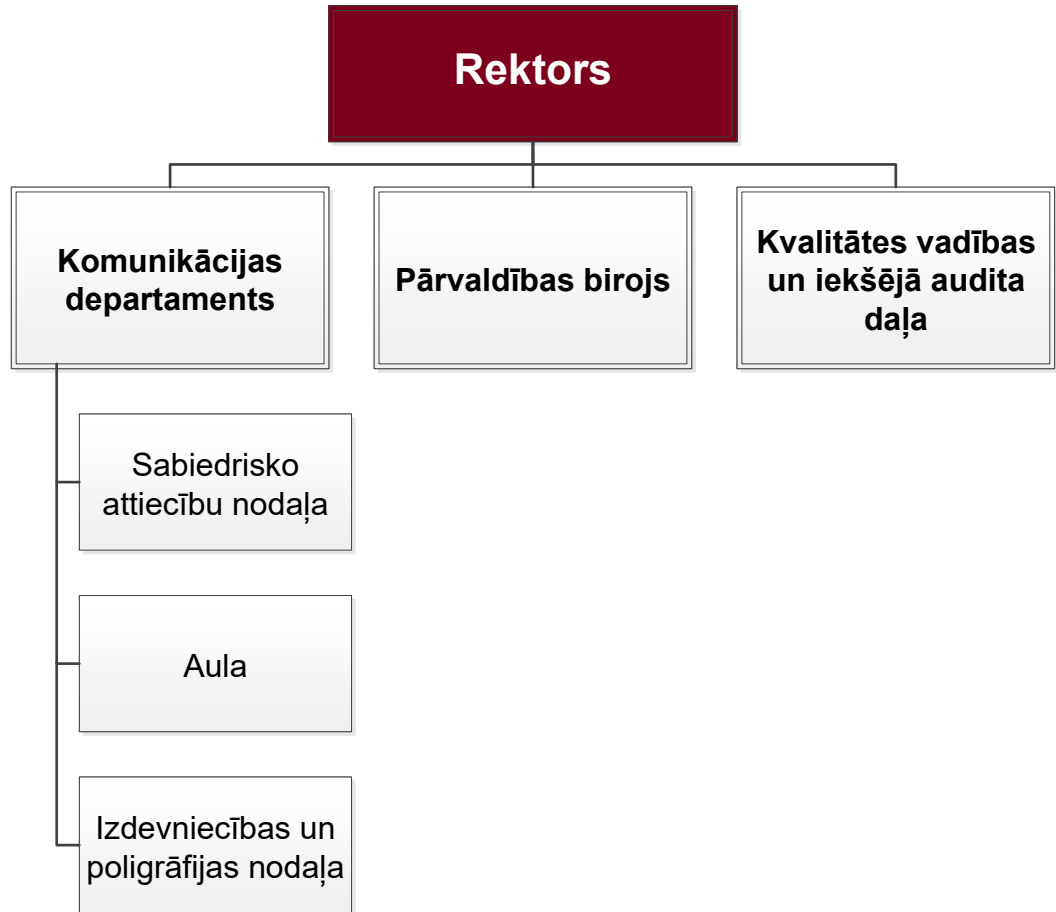 Rektors
Komunikācijas
departaments
Pārvaldības birojs
Kvalitātes vadības
un iekšējā audita
daļa
Sabiedrisko
attiecību nodaļa
Aula
Izdevniecības un
poligrāfijas nodaļa